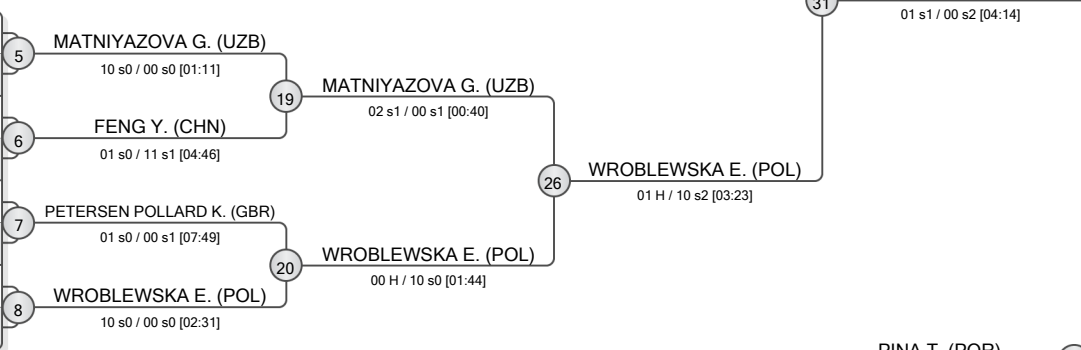 31
01 s1 / 00 s2 [04:14]
5
MATNIYAZOVA G. (UZB)
10 s0 / 00 s0 [01:11]
19
MATNIYAZOVA G. (UZB)
02 s1 / 00 s1 [00:40]
6
FENG Y. (CHN)
01 s0 / 11 s1 [04:46]
26
WROBLEWSKA E. (POL)
01 H / 10 s2 [03:23]
7
PETERSEN POLLARD K. (GBR)
01 s0 / 00 s1 [07:49]
20
WROBLEWSKA E. (POL)
00 H / 10 s0 [01:44]
8
WROBLEWSKA E. (POL)
10 s0 / 00 s0 [02:31]
PINA T. (POR)